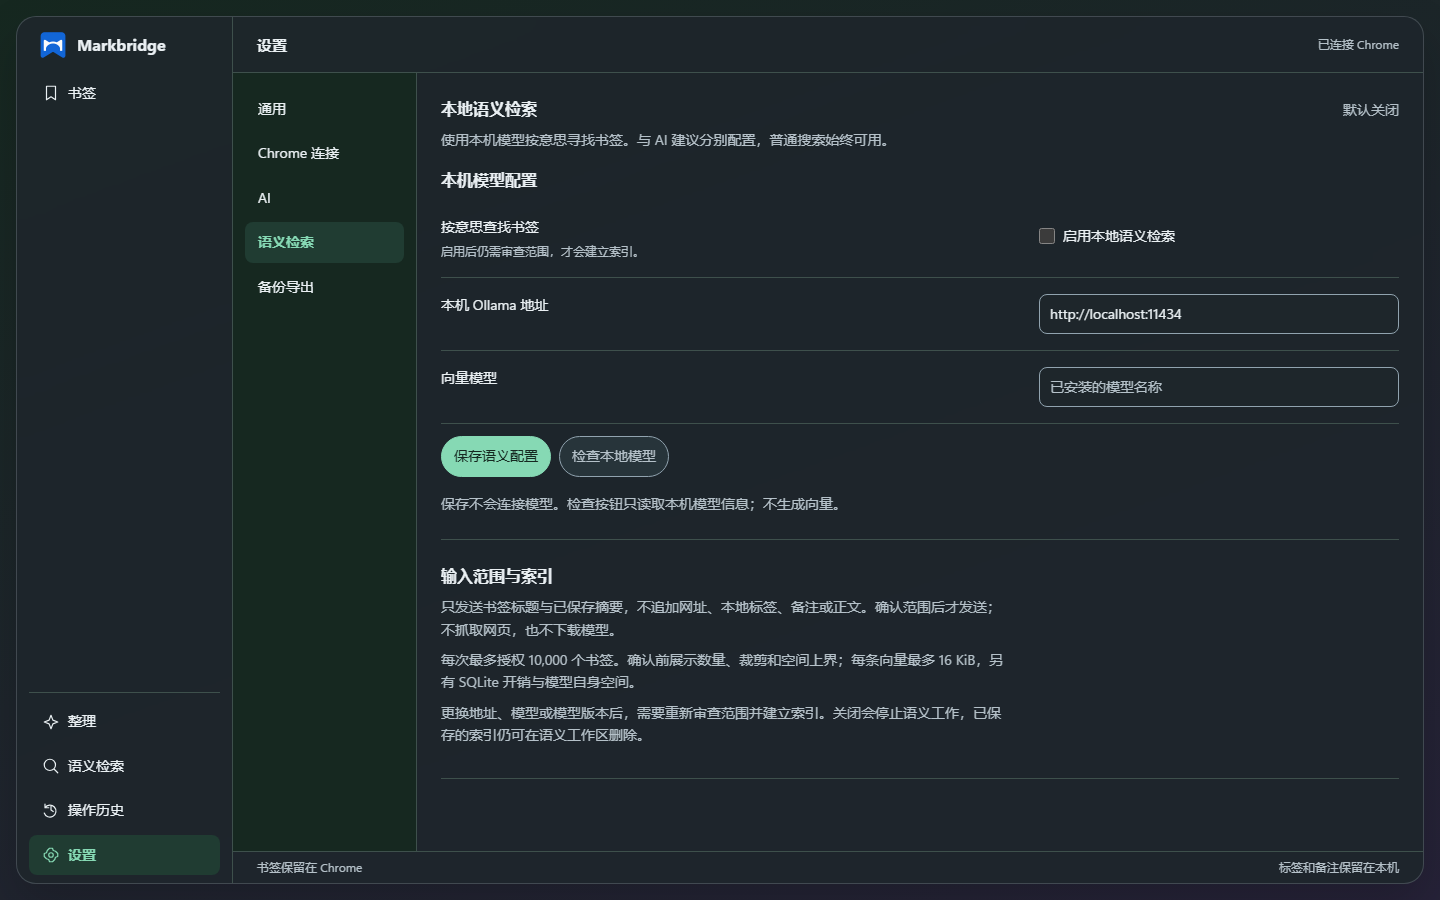 Markbridge
书签
整理
语义检索
操作历史
设置
设置
已连接 Chrome
通用
Chrome 连接
AI
语义检索
备份导出
本地语义检索
默认关闭
使用本机模型按意思寻找书签。与 AI 建议分别配置，普通搜索始终可用。
本机模型配置
按意思查找书签
启用后仍需审查范围，才会建立索引。
启用本地语义检索
本机 Ollama 地址
http://localhost:11434
向量模型
已安装的模型名称
保存语义配置
检查本地模型
保存不会连接模型。检查按钮只读取本机模型信息；不生成向量。
输入范围与索引
只发送书签标题与已保存摘要，不追加网址、本地标签、备注或正文。确认范围后才发送；
不抓取网页，也不下载模型。
每次最多授权 10,000 个书签。确认前展示数量、裁剪和空间上界；每条向量最多 16 KiB，另
有 SQLite 开销与模型自身空间。
更换地址、模型或模型版本后，需要重新审查范围并建立索引。关闭会停止语义工作，已保
存的索引仍可在语义工作区删除。
书签保留在 Chrome
标签和备注保留在本机